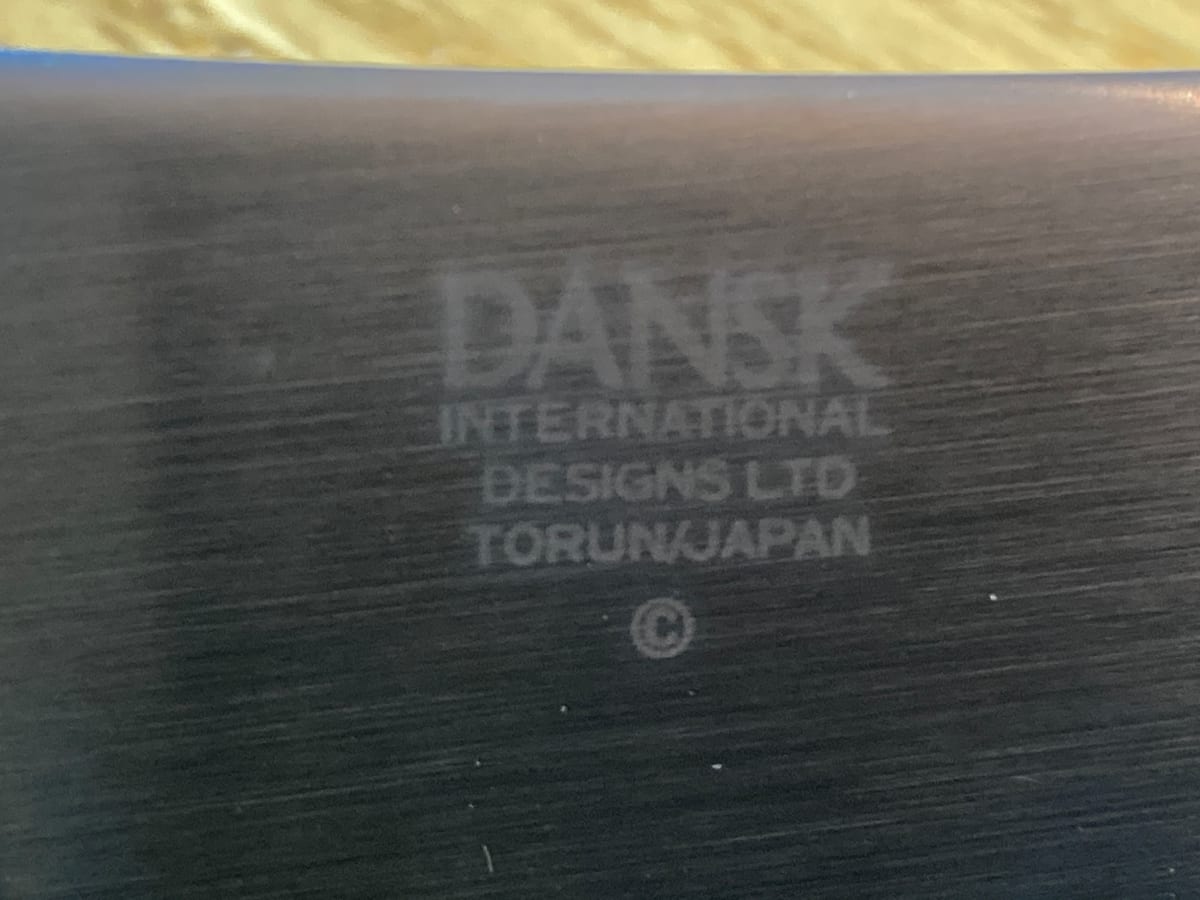 DANSK
INTERNATIONAL
DESIGNS LTD
TORUN/JAPAN
©